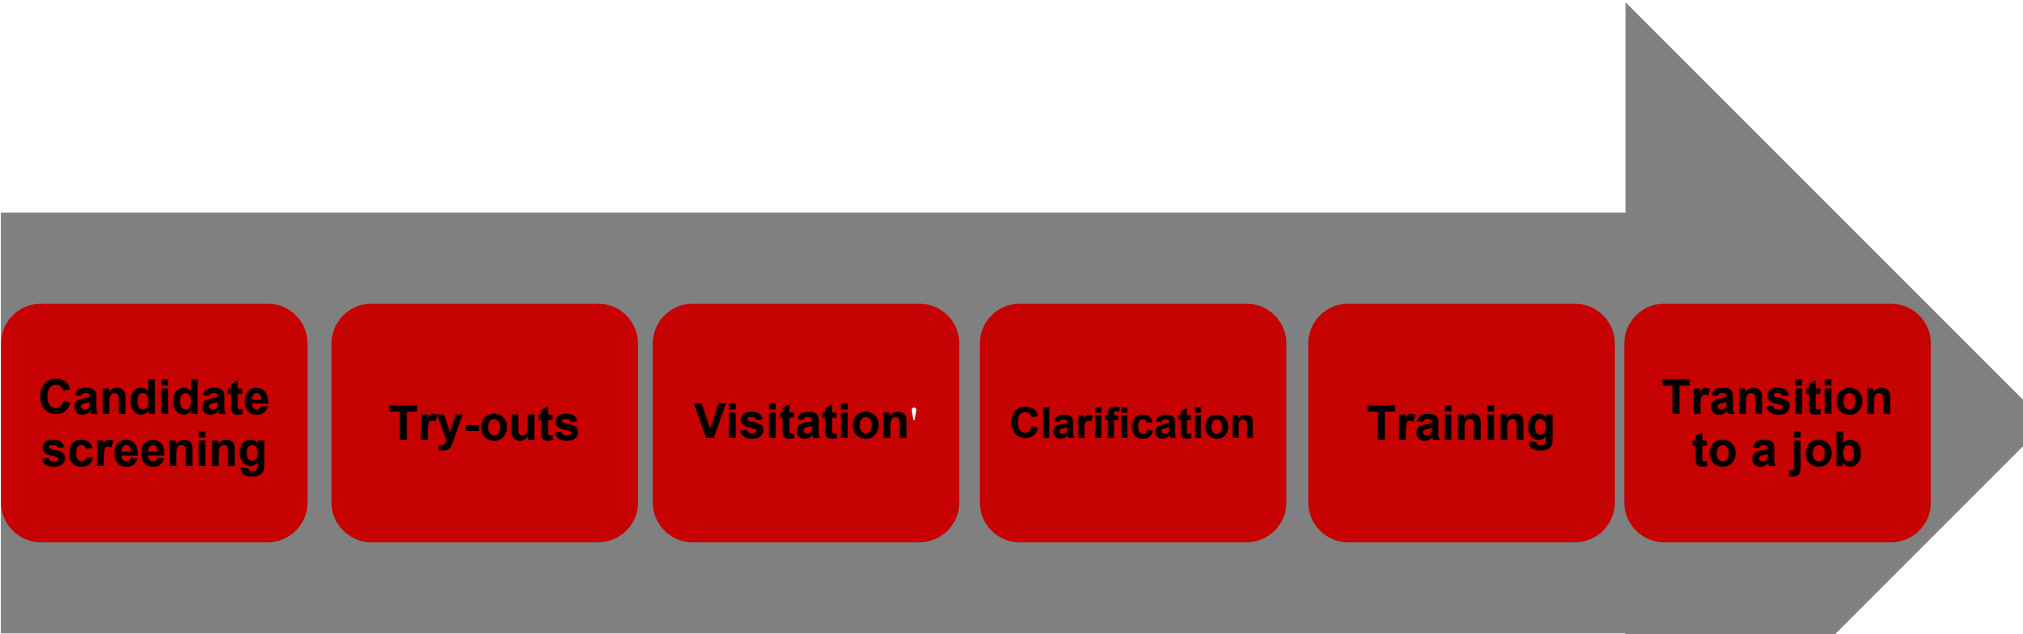 Candidate
screening
Try-outs
Visitation'
Clarification
Training
Transition
to a job